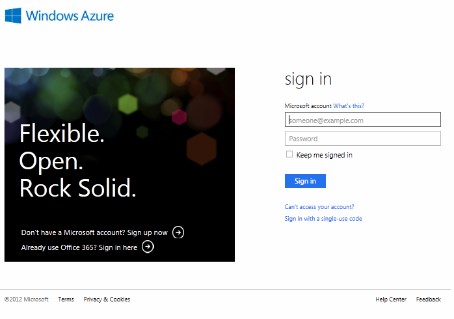 Windows Azure
sign in
Microsoft account What's this?
someone@example.com
Password
Keep me signed in
Sign in
Can't access your account?
Sign in with a single-use code
Flexible.
Open.
Rock Solid.
Don't have a Microsoft account? Sign up now
Already use Office 365? Sign in here
©2012 Microsoft Terms Privacy & Cookies Help Center Feedback